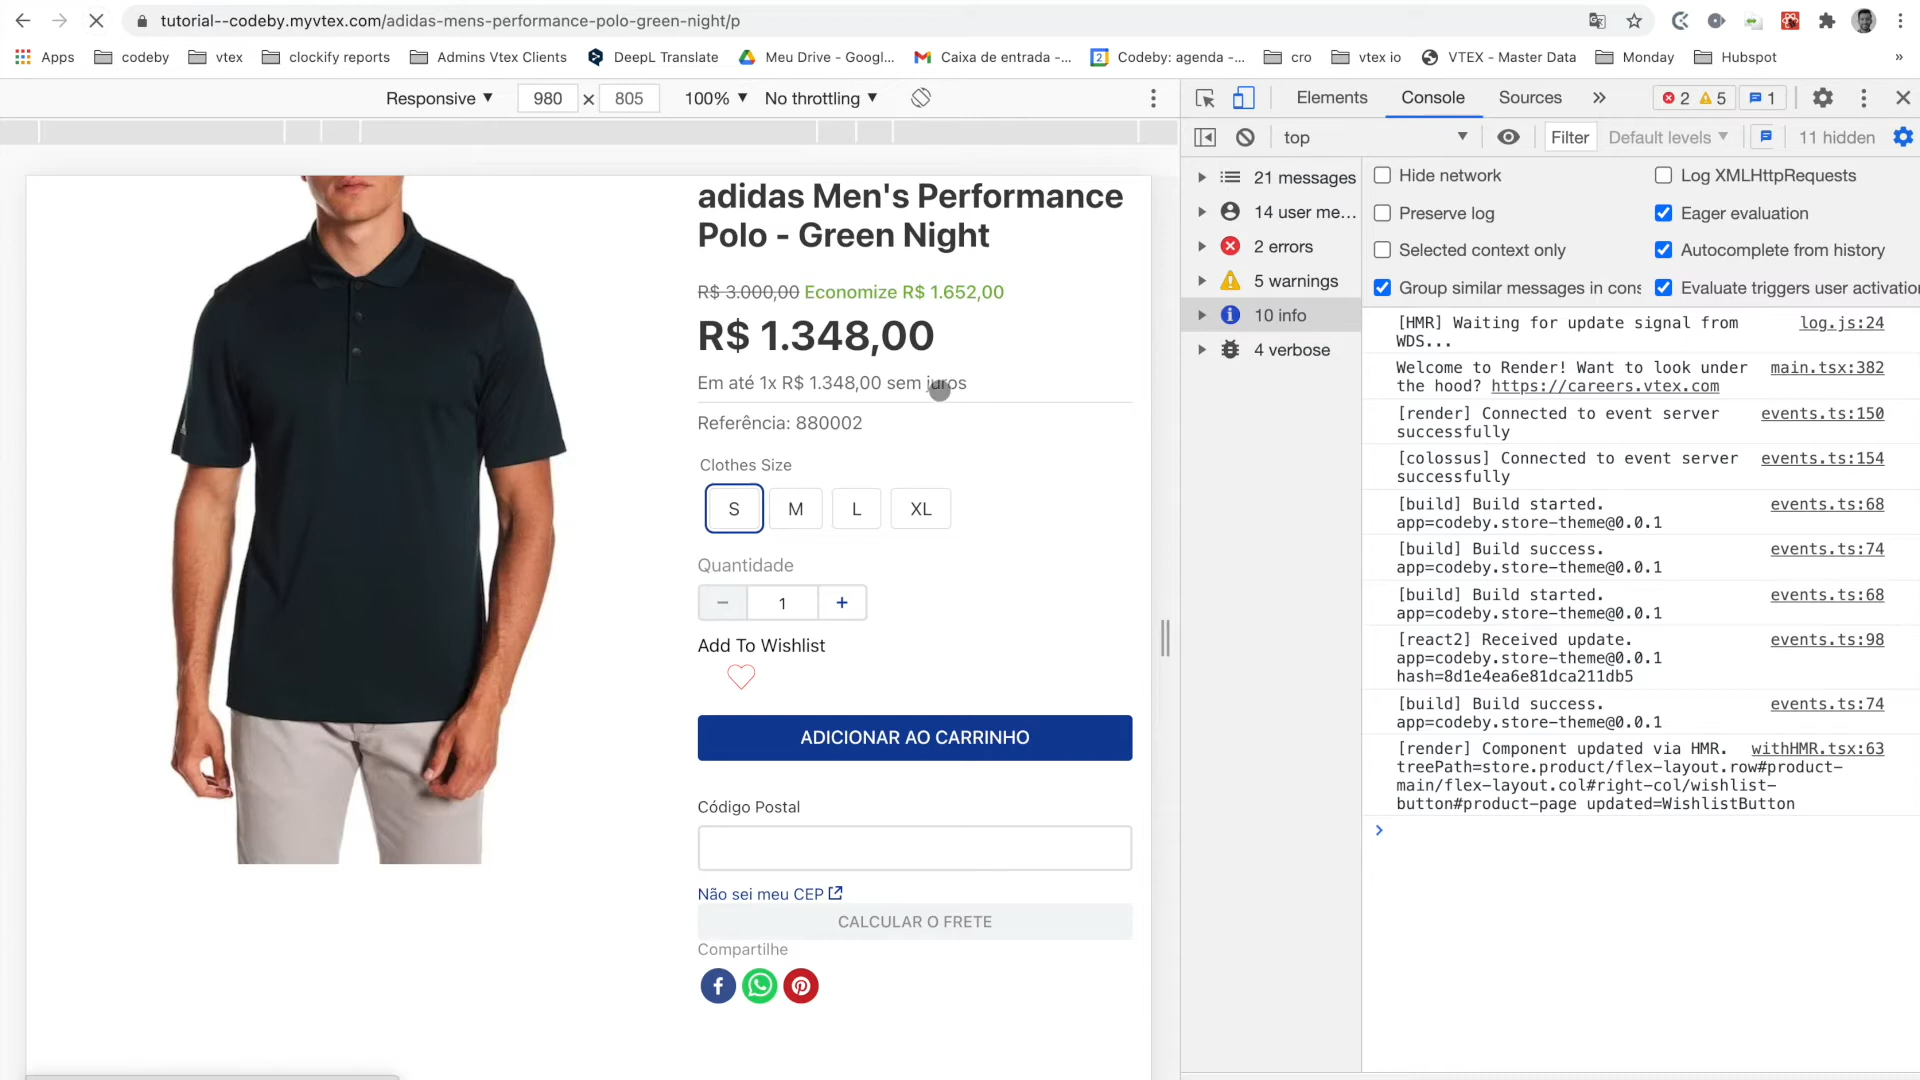 tutorial--codeby.myvtex.com/adidas-mens-performance-polo-green-night/p
Apps codeby vtex clockify reports Admins Vtex Clients DeepL Translate Meu Drive - Googl... Caixa de entrada -... Codeby: agenda -... cro vtex io VTEX - Master Data Monday Hubspot »
Responsive ▼ 980 × 805 100% ▼ No throttling ▼
Elements Console Sources » 2 5 1
top ▼ Filter Default levels ▼ 11 hidden
21 messages
14 user me...
2 errors
5 warnings
10 info
4 verbose
Hide network Log XMLHttpRequests
Preserve log Eager evaluation
Selected context only Autocomplete from history
Group similar messages in cons Evaluate triggers user activatio
adidas Men's Performance
Polo - Green Night
R$ 3.000,00 Economize R$ 1.652,00
R$ 1.348,00
Em até 1x R$ 1.348,00 sem juros
Referência: 880002
Clothes Size
S M L XL
Quantidade
− 1 +
Add To Wishlist
ADICIONAR AO CARRINHO
Código Postal
Não sei meu CEP
CALCULAR O FRETE
Compartilhe
[HMR] Waiting for update signal from log.js:24
WDS...
Welcome to Render! Want to look under main.tsx:382
the hood? https://careers.vtex.com
[render] Connected to event server events.ts:150
successfully
[colossus] Connected to event server events.ts:154
successfully
[build] Build started. events.ts:68
app=codeby.store-theme@0.0.1
[build] Build success. events.ts:74
app=codeby.store-theme@0.0.1
[build] Build started. events.ts:68
app=codeby.store-theme@0.0.1
[react2] Received update. events.ts:98
app=codeby.store-theme@0.0.1
hash=8d1e4ea6e81dca211db5
[build] Build success. events.ts:74
app=codeby.store-theme@0.0.1
[render] Component updated via HMR. withHMR.tsx:63
treePath=store.product/flex-layout.row#product-
main/flex-layout.col#right-col/wishlist-
button#product-page updated=WishlistButton